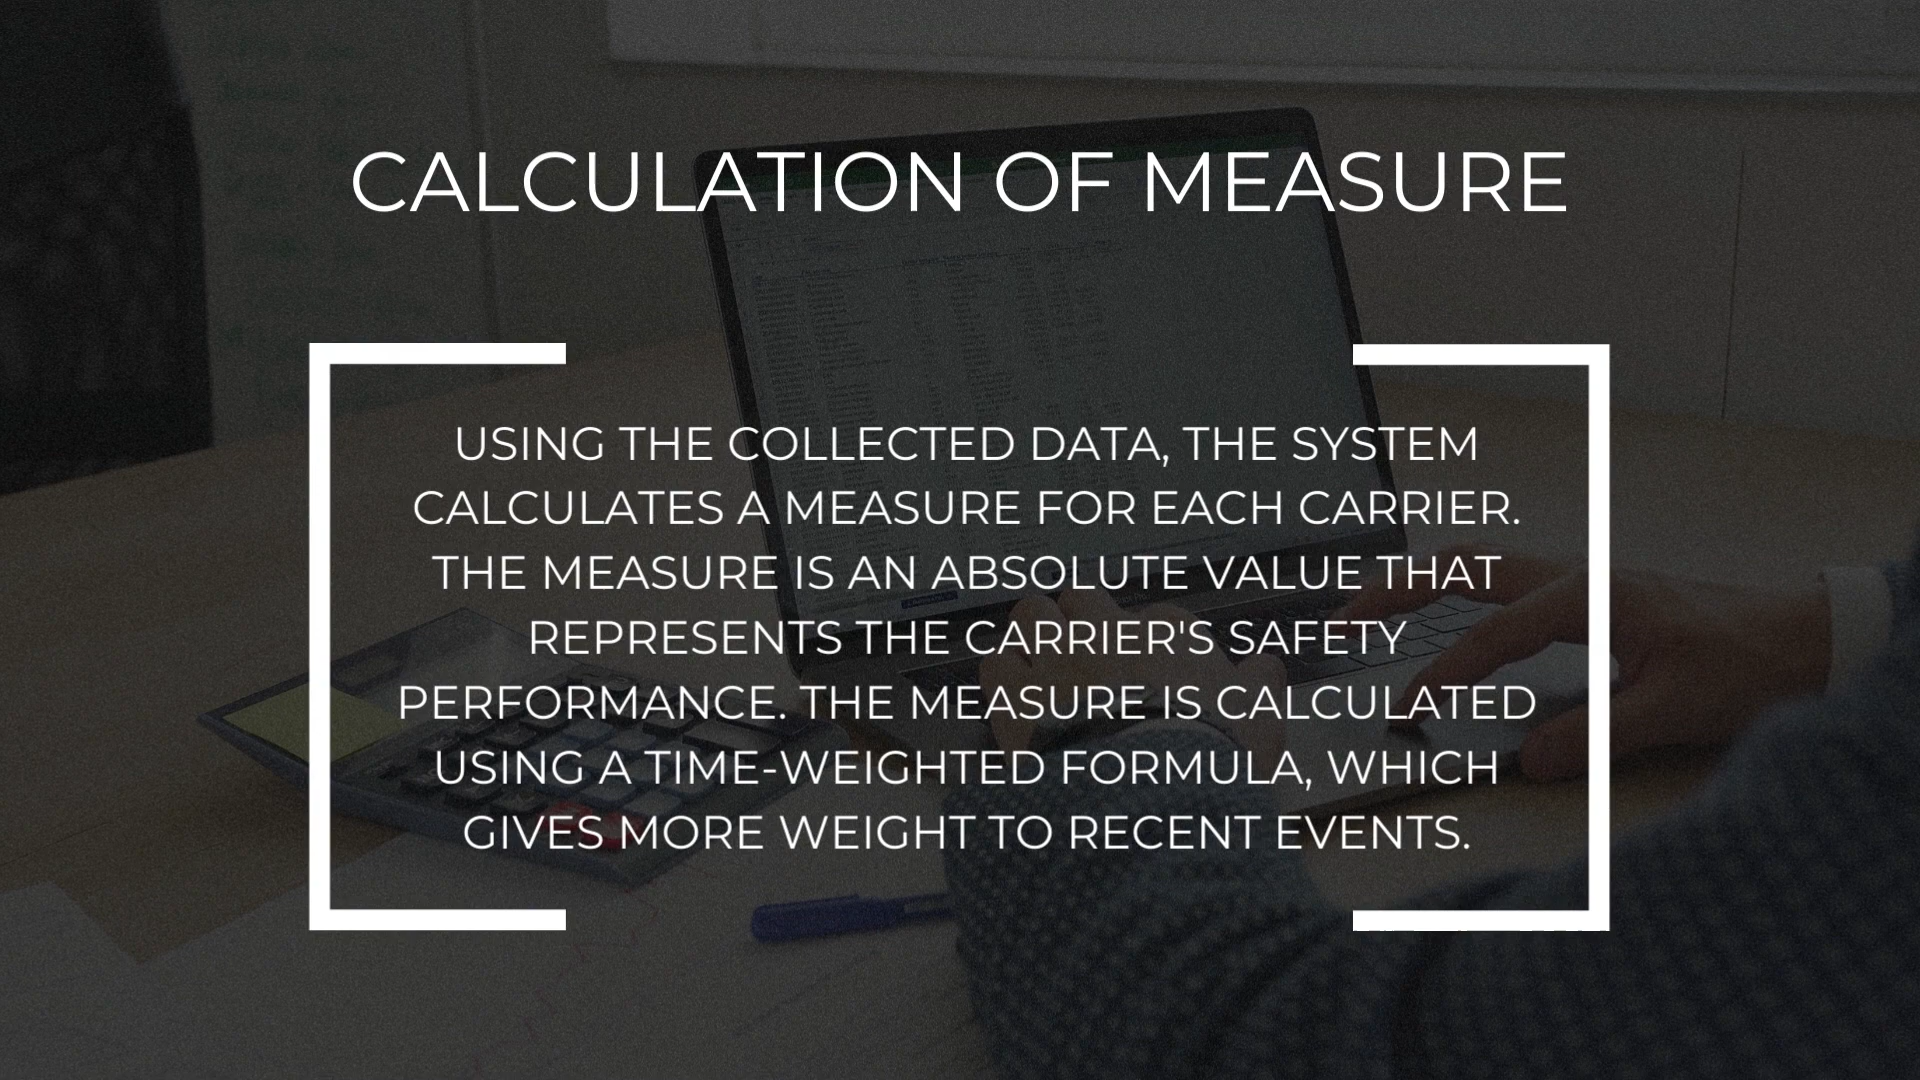 CALCULATION OF MEASURE
USING THE COLLECTED DATA, THE SYSTEM
CALCULATES A MEASURE FOR EACH CARRIER.
THE MEASURE IS AN ABSOLUTE VALUE THAT
REPRESENTS THE CARRIER'S SAFETY
PERFORMANCE. THE MEASURE IS CALCULATED
USING A TIME-WEIGHTED FORMULA, WHICH
GIVES MORE WEIGHT TO RECENT EVENTS.